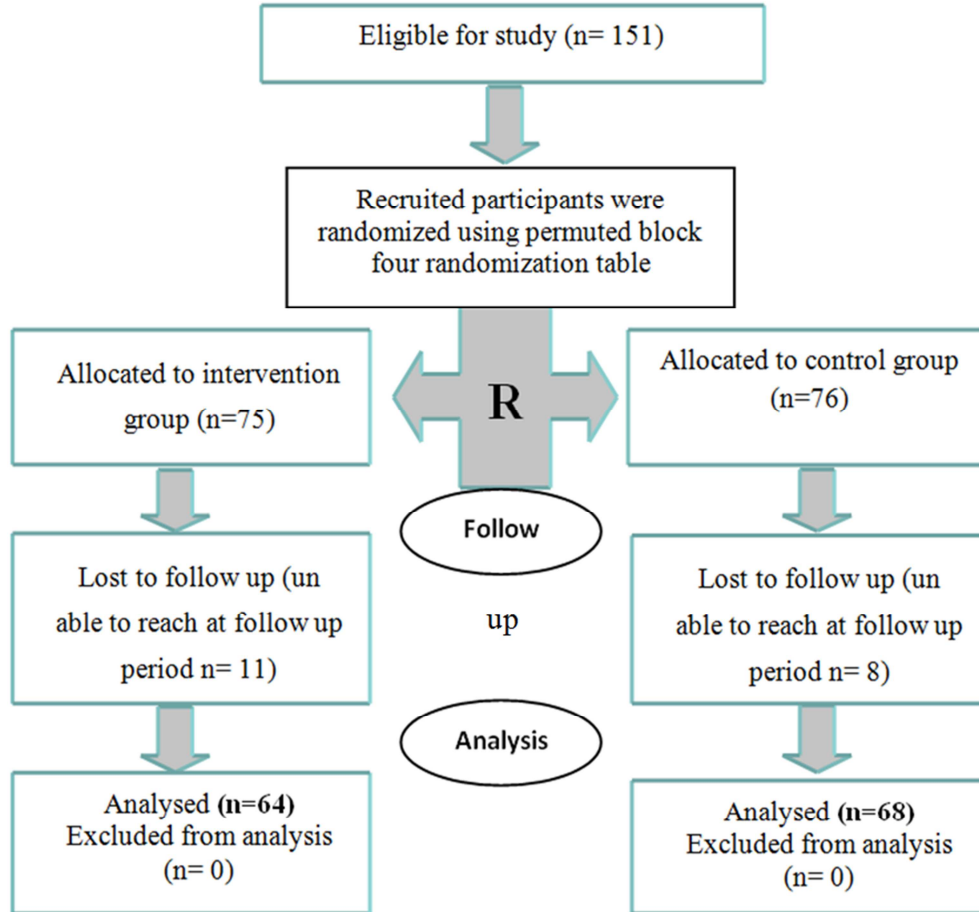 Eligible for study (n= 151)
Recruited participants were
randomized using permuted block
four randomization table
Allocated to intervention
group (n=75)
R
Allocated to control group
(n=76)
Follow
up
Lost to follow up (un
able to reach at follow up
period n= 11)
Lost to follow up (un
able to reach at follow up
period n= 8)
Analysis
Analysed (n=64)
Excluded from analysis
(n= 0)
Analysed (n=68)
Excluded from analysis
(n= 0)